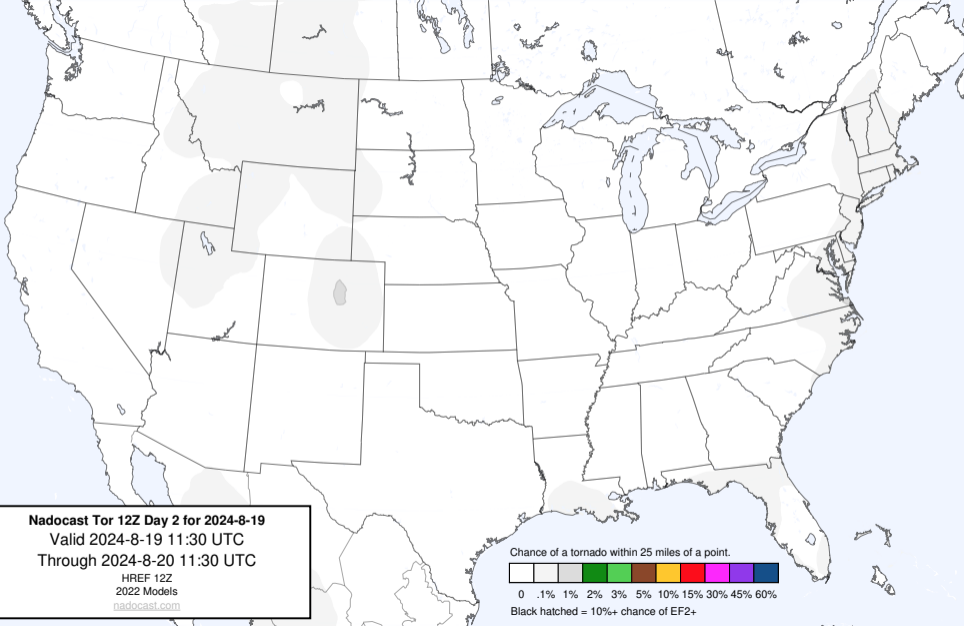 Nadocast Tor 12Z Day 2 for 2024-8-19
Valid 2024-8-19 11:30 UTC
Through 2024-8-20 11:30 UTC
HREF 12Z
2022 Models
nadocast.com
Chance of a tornado within 25 miles of a point.
0 .1% 1% 2% 3% 5% 10% 15% 30% 45% 60%
Black hatched = 10%+ chance of EF2+